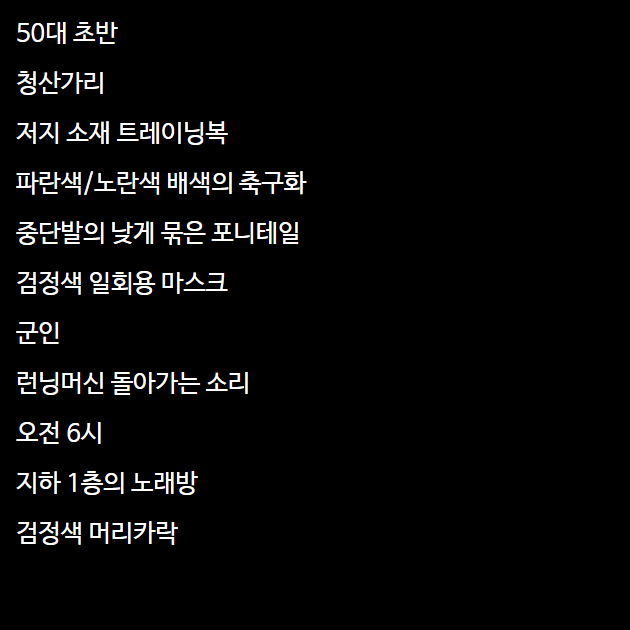 50대 초반
청산가리
저지 소재 트레이닝복
파란색/노란색 배색의 축구화
중단발의 낮게 묶은 포니테일
검정색 일회용 마스크
군인
런닝머신 돌아가는 소리
오전 6시
지하 1층의 노래방
검정색 머리카락